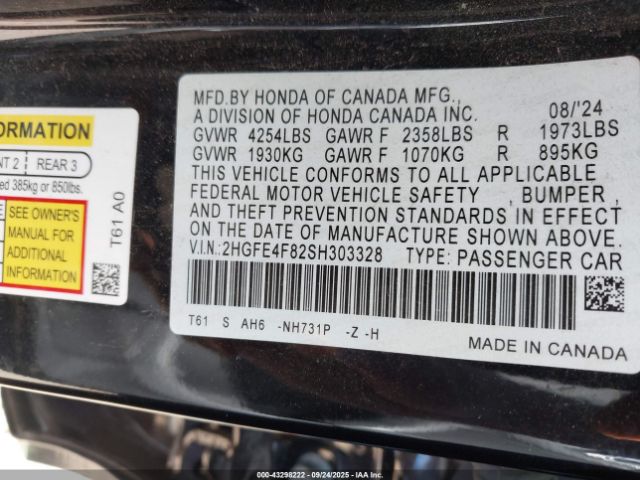 MFD.BY HONDA OF CANADA MFG.,
A DIVISION OF HONDA CANADA INC. 08/'24
GVWR 4254LBS GAWR F 2358LBS R 1973LBS
GVWR 1930KG GAWR F 1070KG R 895KG
THIS VEHICLE CONFORMS TO ALL APPLICABLE
FEDERAL MOTOR VEHICLE SAFETY , BUMPER ,
AND THEFT PREVENTION STANDARDS IN EFFECT
ON THE DATE OF MANUFACTURE SHOWN ABOVE.
V.I.N.:2HGFE4F82SH303328 TYPE: PASSENGER CAR
T61 S AH6 -NH731P -Z -H
MADE IN CANADA
ORMATION
NT 2 REAR 3
ed 385kg or 850lbs.
SEE OWNER'S
MANUAL FOR
ADDITIONAL
INFORMATION
T61 A0
000-43298222 - 09/24/2025 - IAA Inc.